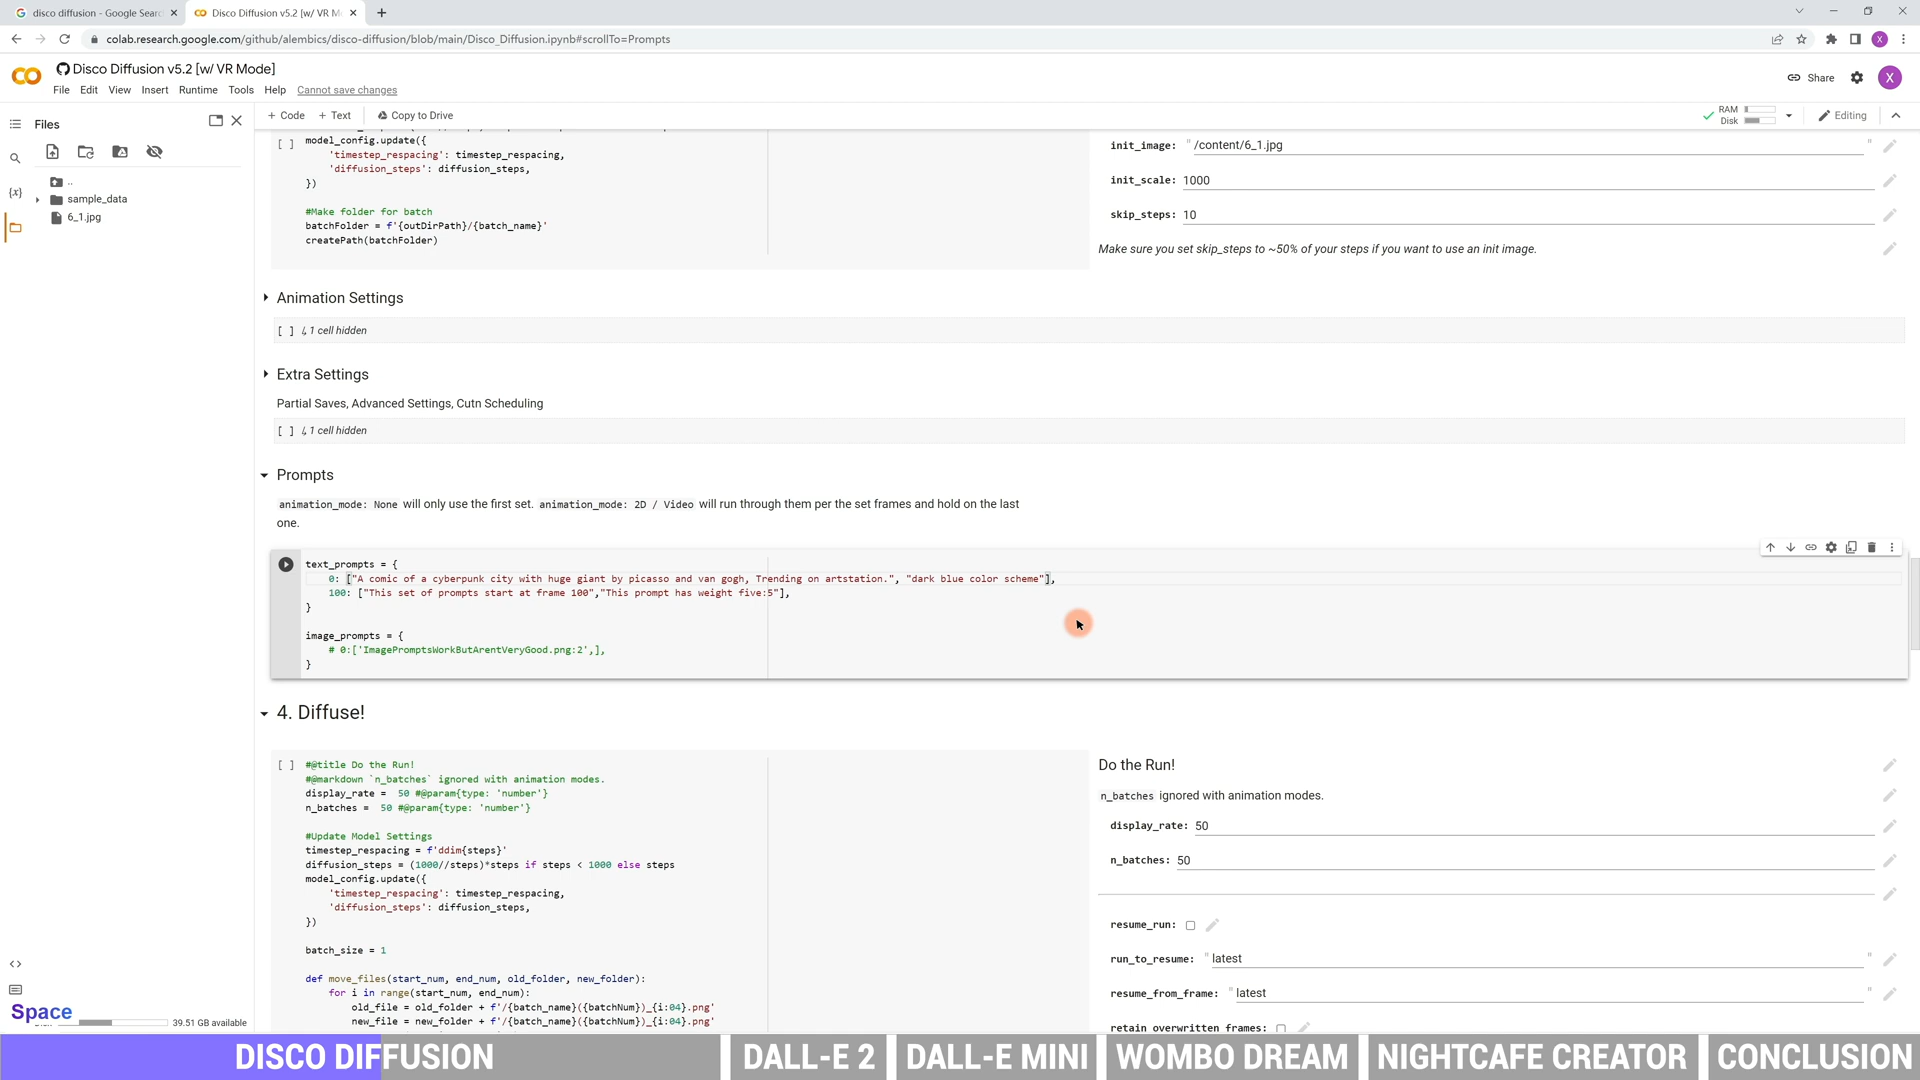 disco diffusion - Google Searc
Disco Diffusion v5.2 [w/ VR M
colab.research.google.com/github/alembics/disco-diffusion/blob/main/Disco_Diffusion.ipynb#scrollTo=Prompts
X
Disco Diffusion v5.2 [w/ VR Mode]
File Edit View Insert Runtime Tools Help Cannot save changes
Share
X
Files
+ Code + Text Copy to Drive
RAM
Disk
Editing
..
sample_data
6_1.jpg
[ ]
model_config.update({
'timestep_respacing': timestep_respacing,
'diffusion_steps': diffusion_steps,
})
#Make folder for batch
batchFolder = f'{outDirPath}/{batch_name}'
createPath(batchFolder)
init_image: "/content/6_1.jpg"
init_scale: 1000
skip_steps: 10
Make sure you set skip_steps to ~50% of your steps if you want to use an init image.
Animation Settings
[ ] ↳ 1 cell hidden
Extra Settings
Partial Saves, Advanced Settings, Cutn Scheduling
[ ] ↳ 1 cell hidden
Prompts
animation_mode: None will only use the first set. animation_mode: 2D / Video will run through them per the set frames and hold on the last
one.
text_prompts = {
0: ["A comic of a cyberpunk city with huge giant by picasso and van gogh, Trending on artstation.", "dark blue color scheme"],
100: ["This set of prompts start at frame 100","This prompt has weight five:5"],
}
image_prompts = {
# 0:['ImagePromptsWorkButArentVeryGood.png:2',],
}
4. Diffuse!
[ ]
#@title Do the Run!
#@markdown `n_batches` ignored with animation modes.
display_rate = 50 #@param{type: 'number'}
n_batches = 50 #@param{type: 'number'}
#Update Model Settings
timestep_respacing = f'ddim{steps}'
diffusion_steps = (1000//steps)*steps if steps < 1000 else steps
model_config.update({
'timestep_respacing': timestep_respacing,
'diffusion_steps': diffusion_steps,
})
batch_size = 1
def move_files(start_num, end_num, old_folder, new_folder):
for i in range(start_num, end_num):
old_file = old_folder + f'/{batch_name}({batchNum})_{i:04}.png'
new_file = new_folder + f'/{batch_name}({batchNum})_{i:04}.png'
Do the Run!
n_batches ignored with animation modes.
display_rate: 50
n_batches: 50
resume_run:
run_to_resume: "latest"
resume_from_frame: "latest"
retain_overwritten_frames:
Space
39.51 GB available
DISCO DIFFUSION DALL-E 2 DALL-E MINI WOMBO DREAM NIGHTCAFE CREATOR CONCLUSION